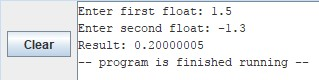 Enter first float: 1.5
Enter second float: -1.3
Clear
Result: 0.20000005
-- program is finished running --